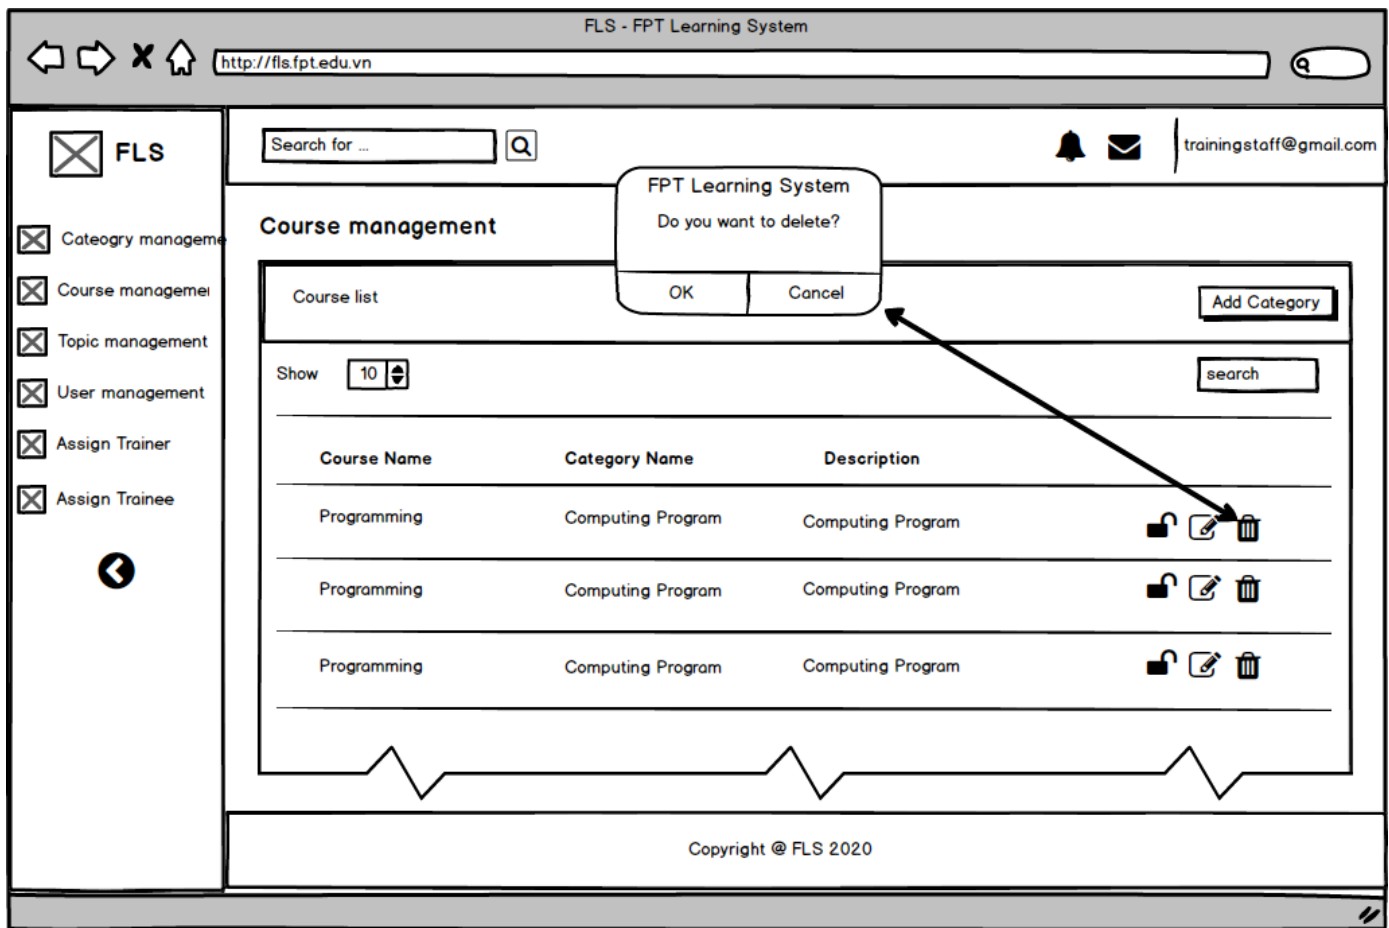 FLS - FPT Learning System
http://fls.fpt.edu.vn
FLS
Search for ...
trainingstaff@gmail.com
FPT Learning System
Do you want to delete?
OK
Cancel
Cateogry manageme
Course managemei
Topic management
User management
Assign Trainer
Assign Trainee
Course management
Course list
Add Category
Show
10
search
Course Name
Category Name
Description
Programming
Computing Program
Computing Program
Programming
Computing Program
Computing Program
Programming
Computing Program
Computing Program
Copyright @ FLS 2020